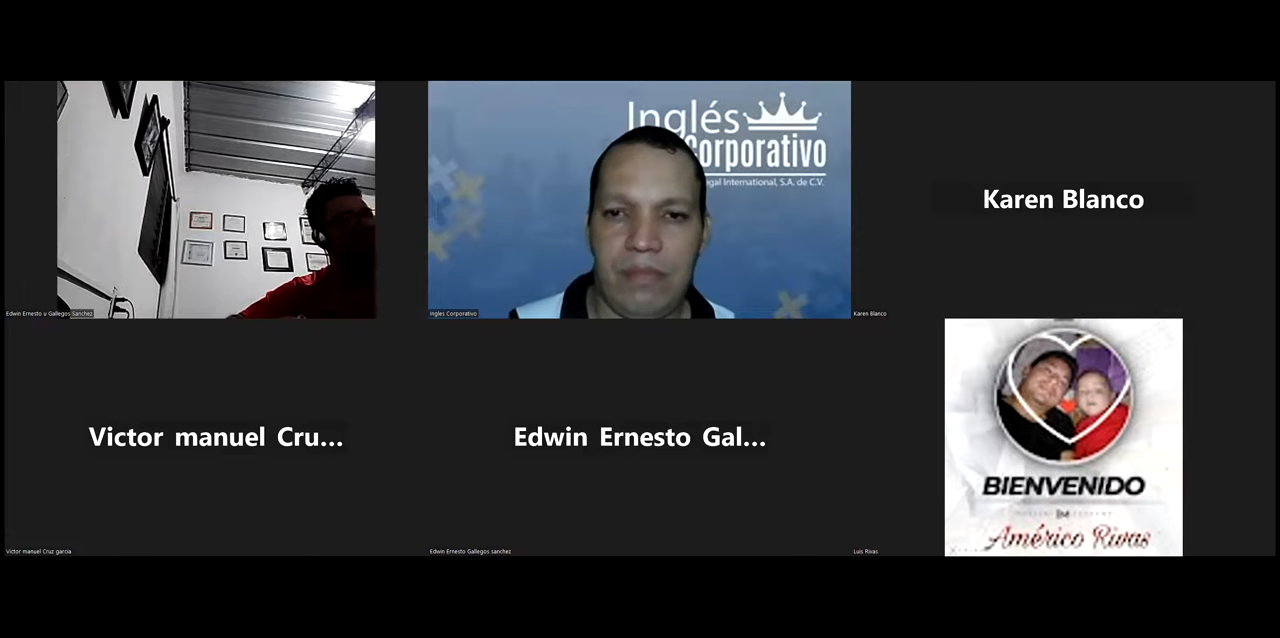 Inglés
Corporativo
egal International, S.A. de C.V.
Karen Blanco
Edwin Ernesto u Gallegos Sanchez
Ingles Corporativo
Karen Blanco
Victor manuel Cru...
Edwin Ernesto Gal...
BIENVENIDO
Américo Rivas
Victor manuel Cruz garcia
Edwin Ernesto Gallegos sanchez
Luis Rivas